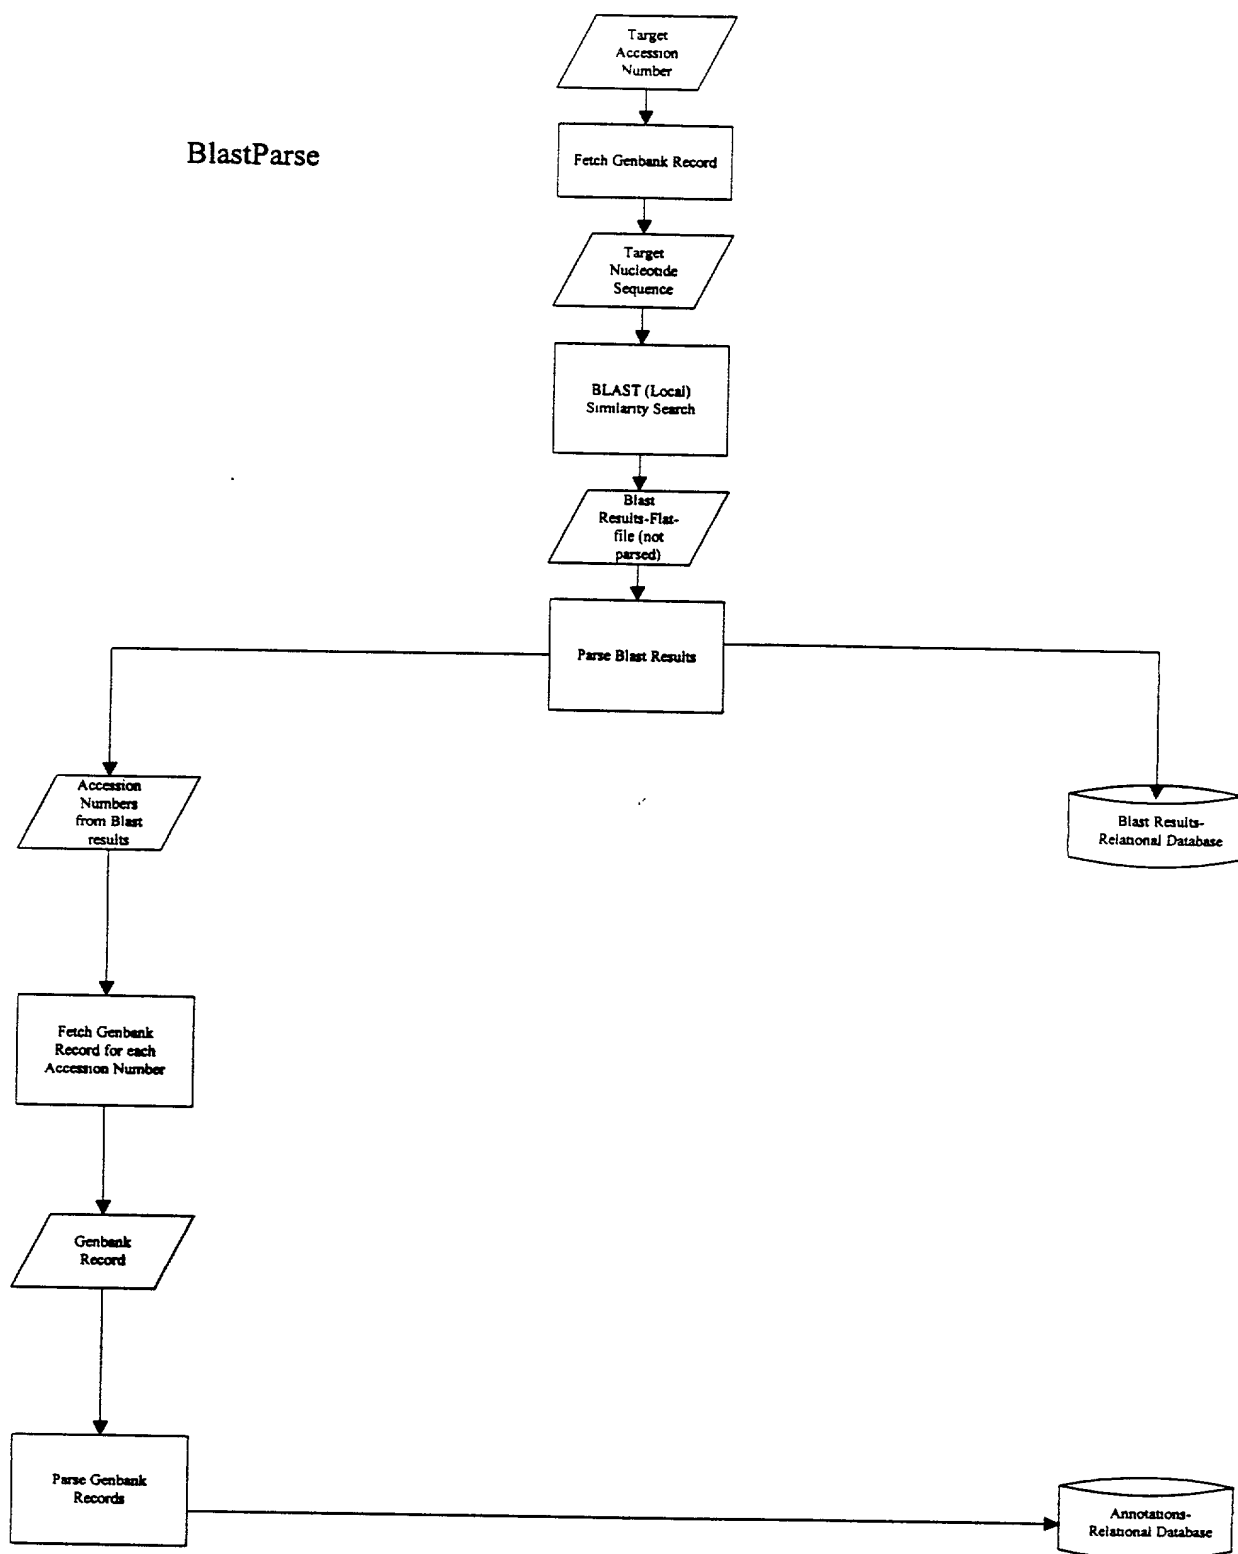 Target
Accession
Number
BlastParse
Fetch Genbank Record
Target
Nucleotide
Sequence
BLAST (Local)
Similarity Search
Blast
Results-Flat-
file (not
parsed)
Parse Blast Results
Accession
Numbers
from Blast
results
Blast Results-
Relational Database
Fetch Genbank
Record for each
Accession Number
Genbank
Record
Parse Genbank
Records
Annotations-
Relational Database